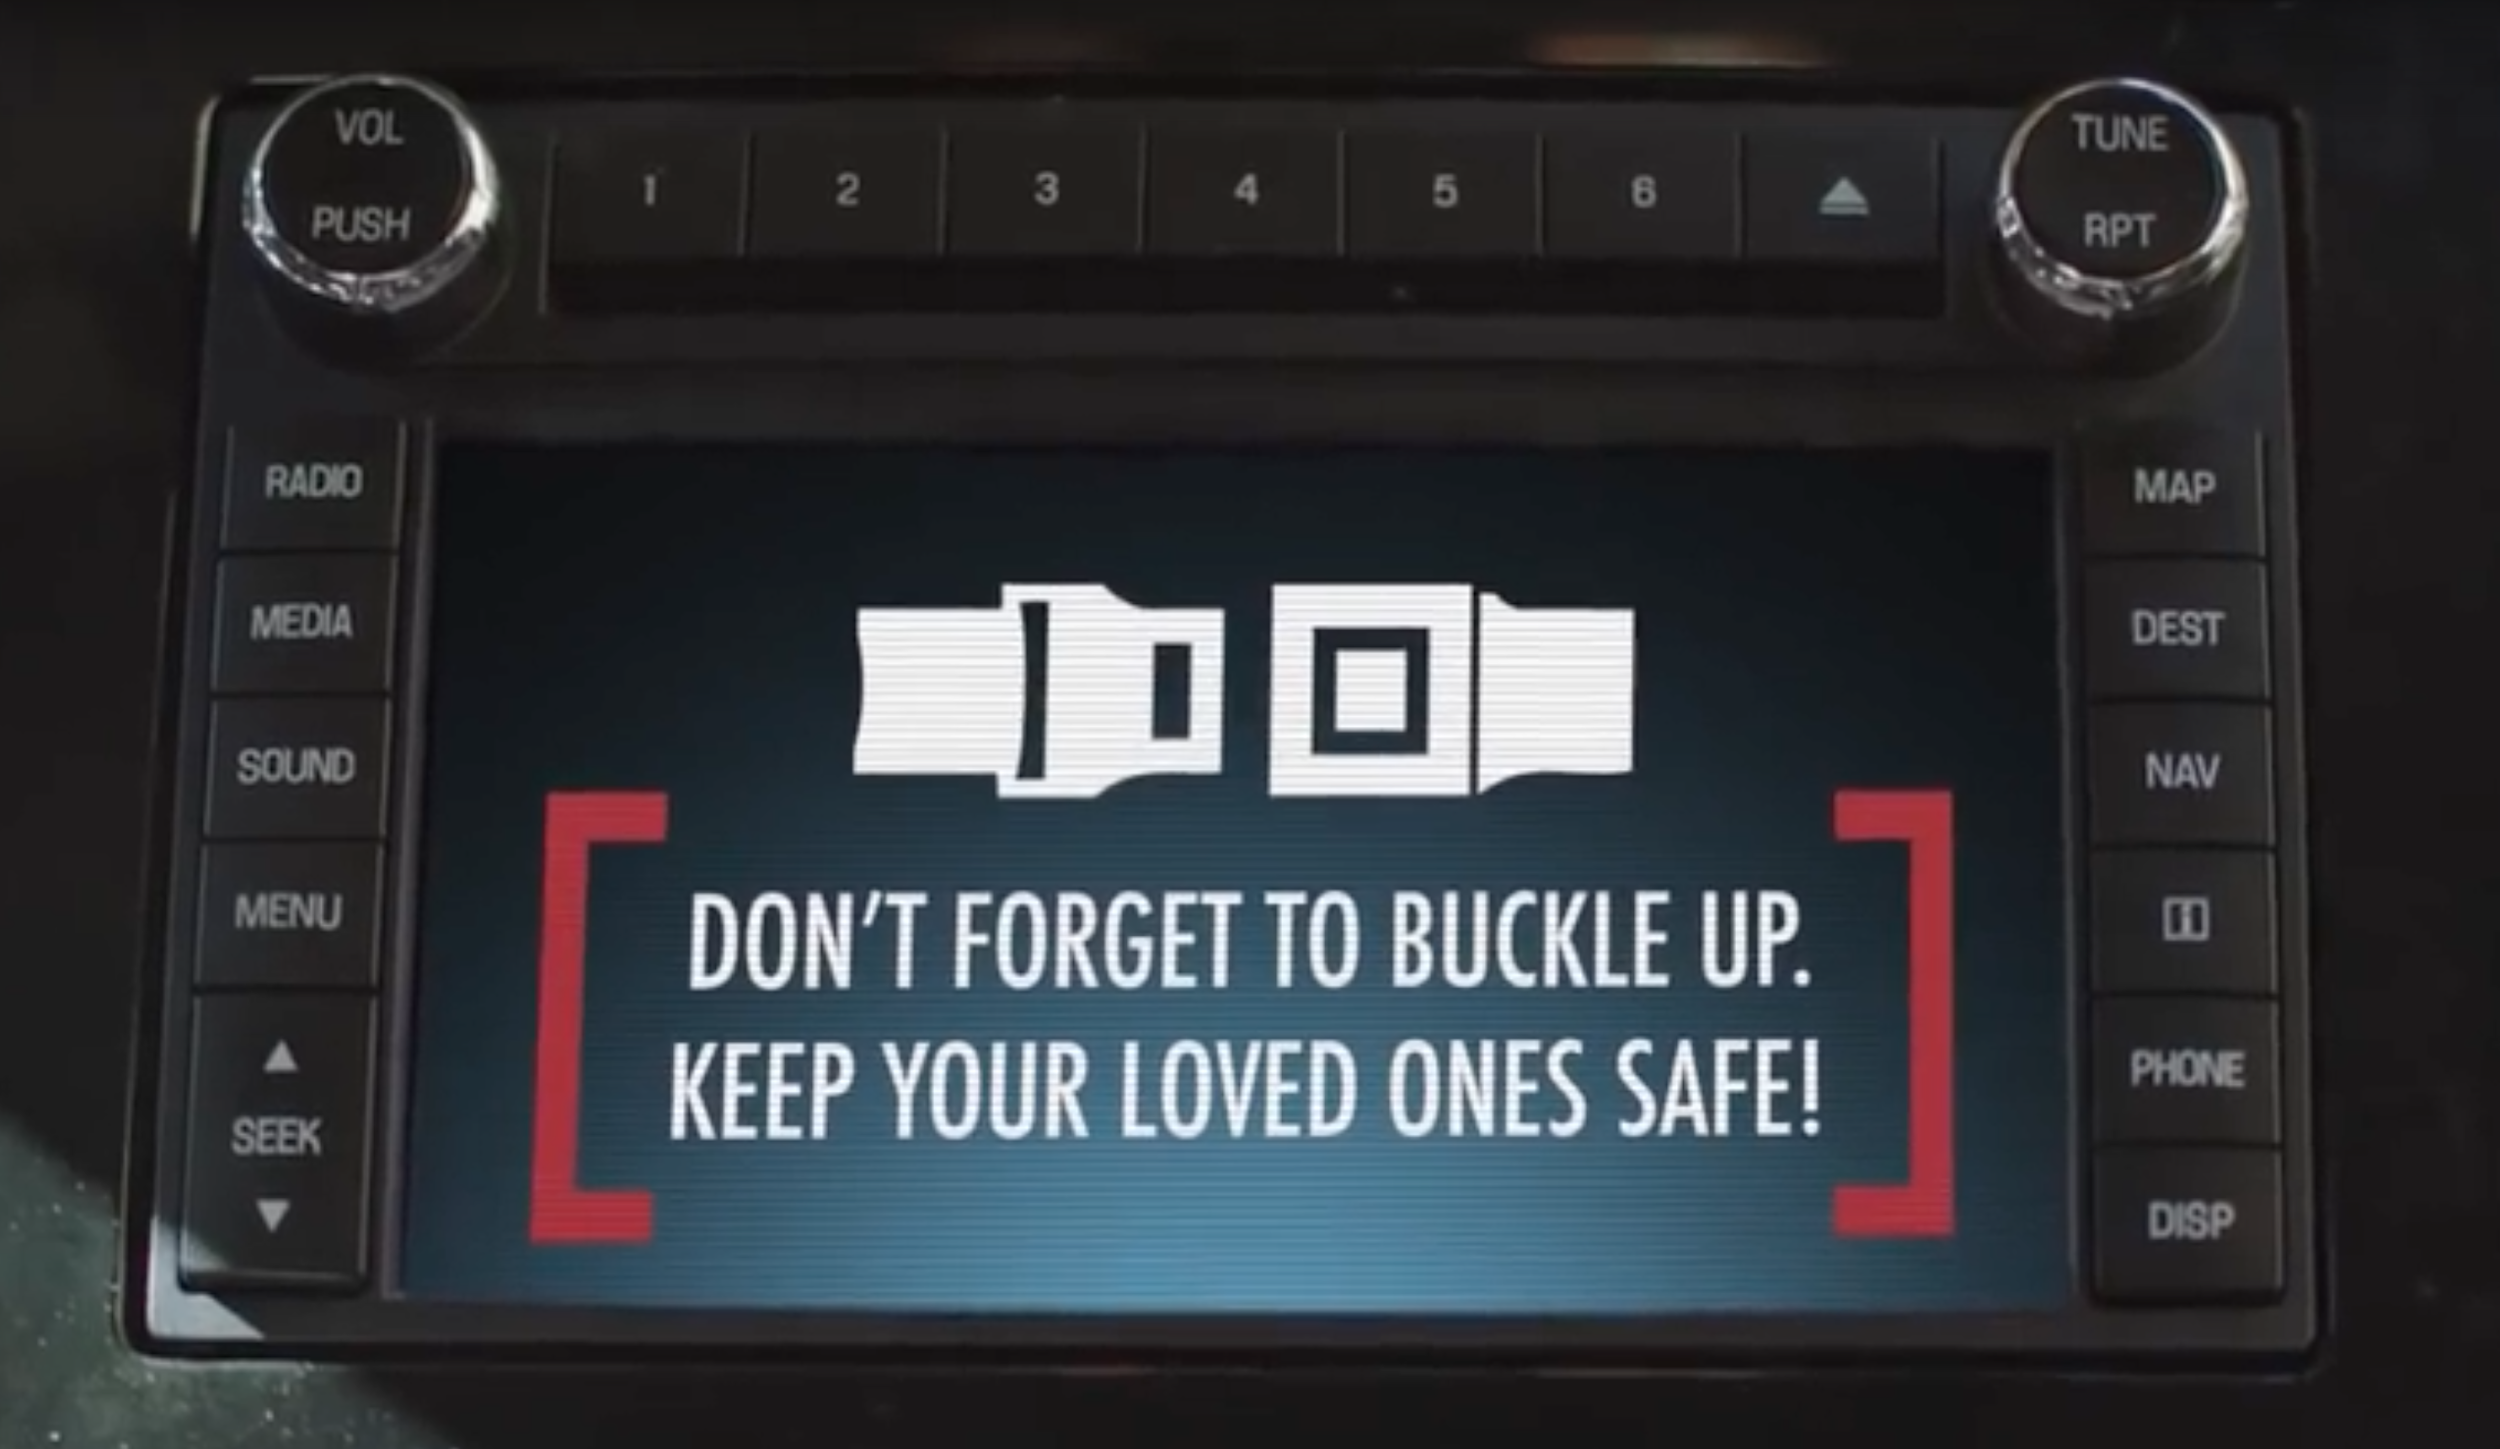 VOL
PUSH
1 2 3 4 5 6
TUNE
RPT
RADIO
MEDIA
SOUND
MENU
SEEK
DON'T FORGET TO BUCKLE UP.
KEEP YOUR LOVED ONES SAFE!
MAP
DEST
NAV
i
PHONE
DISP